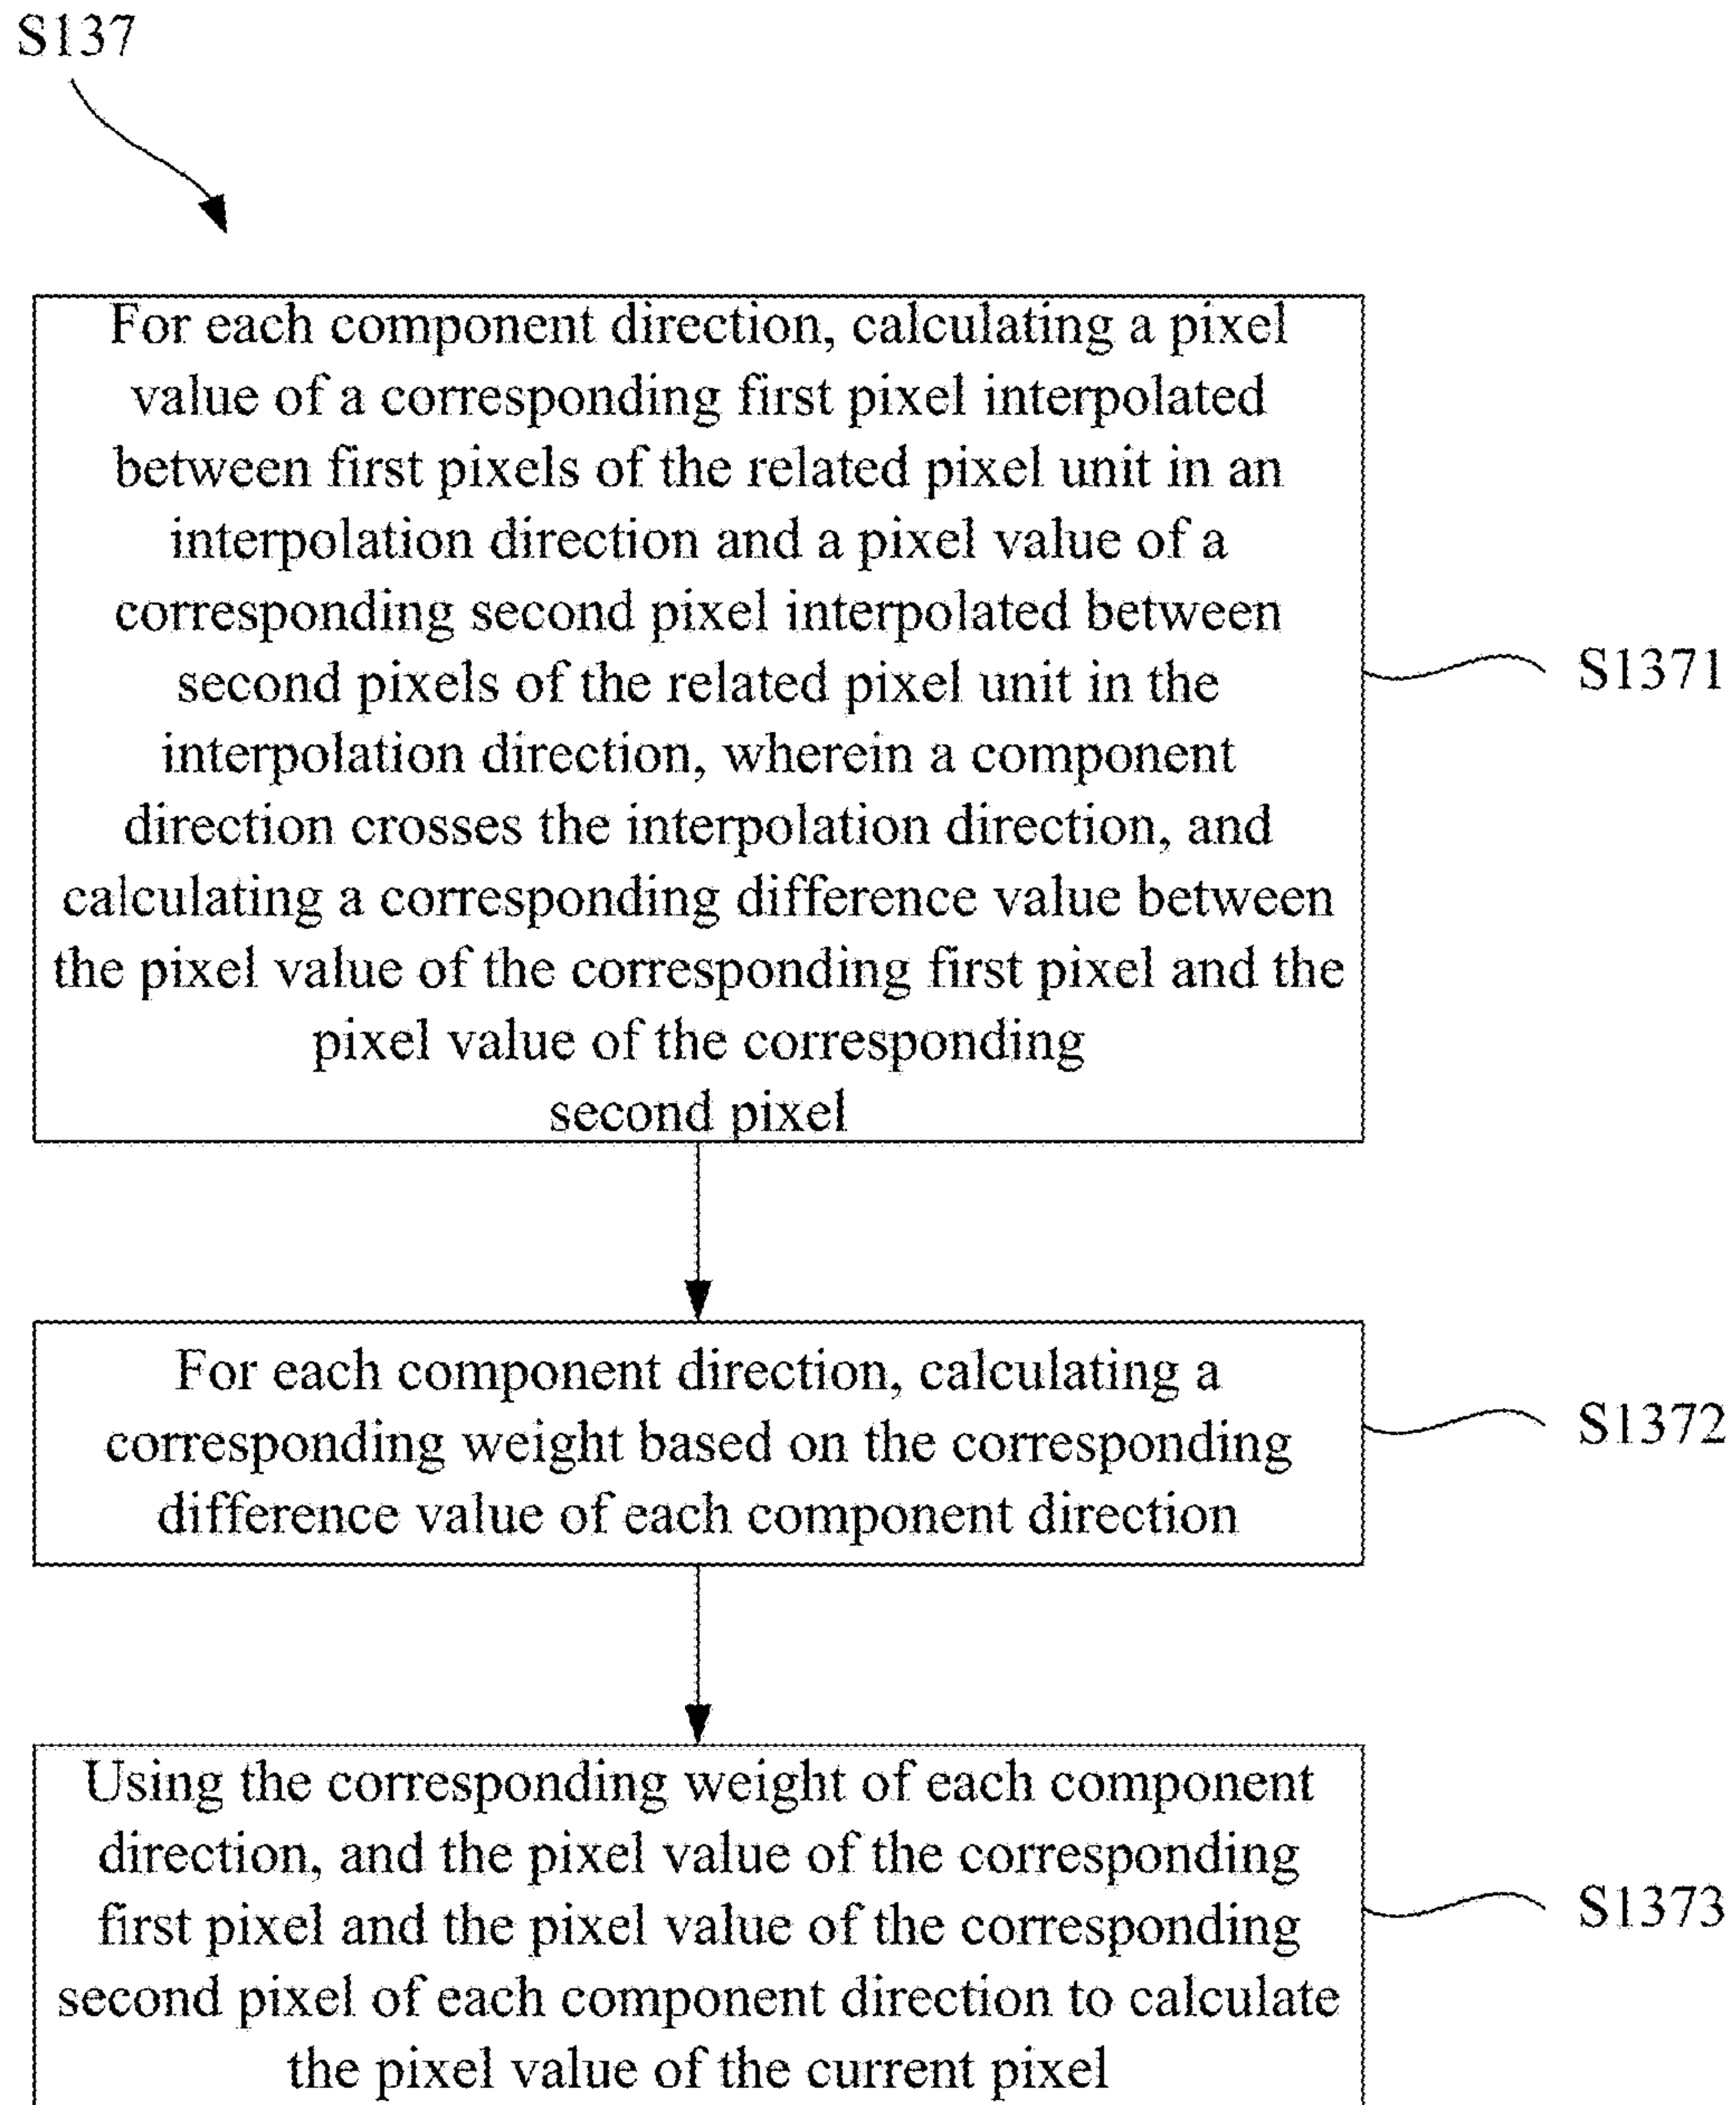 S137
For each component direction, calculating a pixel
value of a corresponding first pixel interpolated
between first pixels of the related pixel unit in an
interpolation direction and a pixel value of a
corresponding second pixel interpolated between
second pixels of the related pixel unit in the
interpolation direction, wherein a component
direction crosses the interpolation direction, and
calculating a corresponding difference value between
the pixel value of the corresponding first pixel and the
pixel value of the corresponding
second pixel
S1371
For each component direction, calculating a
corresponding weight based on the corresponding
difference value of each component direction
S1372
Using the corresponding weight of each component
direction, and the pixel value of the corresponding
first pixel and the pixel value of the corresponding
second pixel of each component direction to calculate
the pixel value of the current pixel
S1373